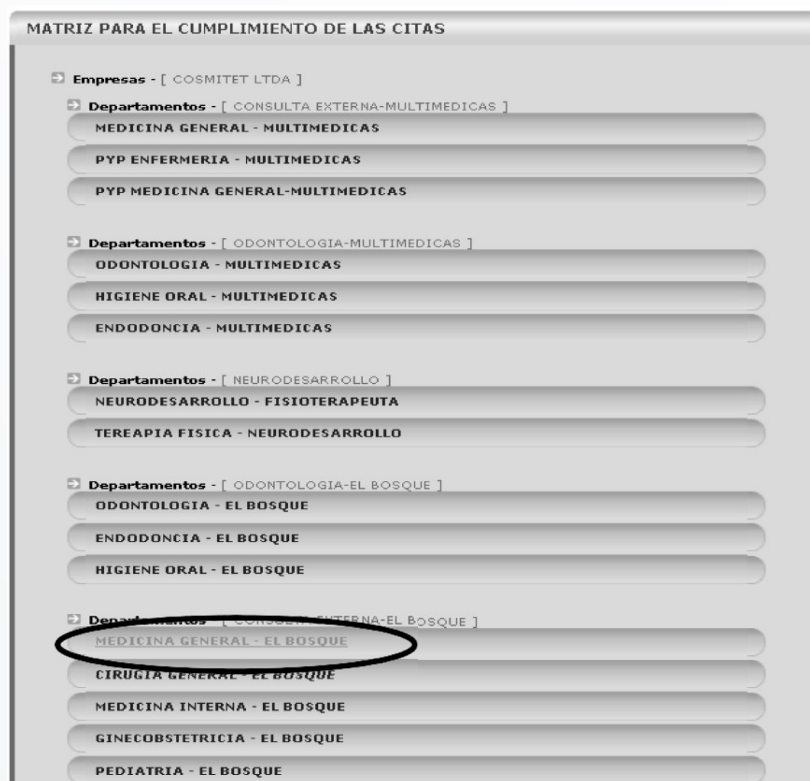 MATRIZ PARA EL CUMPLIMIENTO DE LAS CITAS
Empresas - [ COSMITET LTDA ]
Departamentos - [ CONSULTA EXTERNA-MULTIMEDICAS ]
MEDICINA GENERAL - MULTIMEDICAS
PYP ENFERMERIA - MULTIMEDICAS
PYP MEDICINA GENERAL-MULTIMEDICAS
Departamentos - [ ODONTOLOGIA-MULTIMEDICAS ]
ODONTOLOGIA - MULTIMEDICAS
HIGIENE ORAL - MULTIMEDICAS
ENDODONCIA - MULTIMEDICAS
Departamentos - [ NEURODESARROLLO ]
NEURODESARROLLO - FISIOTERAPEUTA
TEREAPIA FISICA - NEURODESARROLLO
Departamentos - [ ODONTOLOGIA-EL BOSQUE ]
ODONTOLOGIA - EL BOSQUE
ENDODONCIA - EL BOSQUE
HIGIENE ORAL - EL BOSQUE
Departamentos - [ CONSULTA EXTERNA-EL BOSQUE ]
MEDICINA GENERAL - EL BOSQUE
CIRUGIA GENERAL - EL BOSQUE
MEDICINA INTERNA - EL BOSQUE
GINECOBSTETRICIA - EL BOSQUE
PEDIATRIA - EL BOSQUE